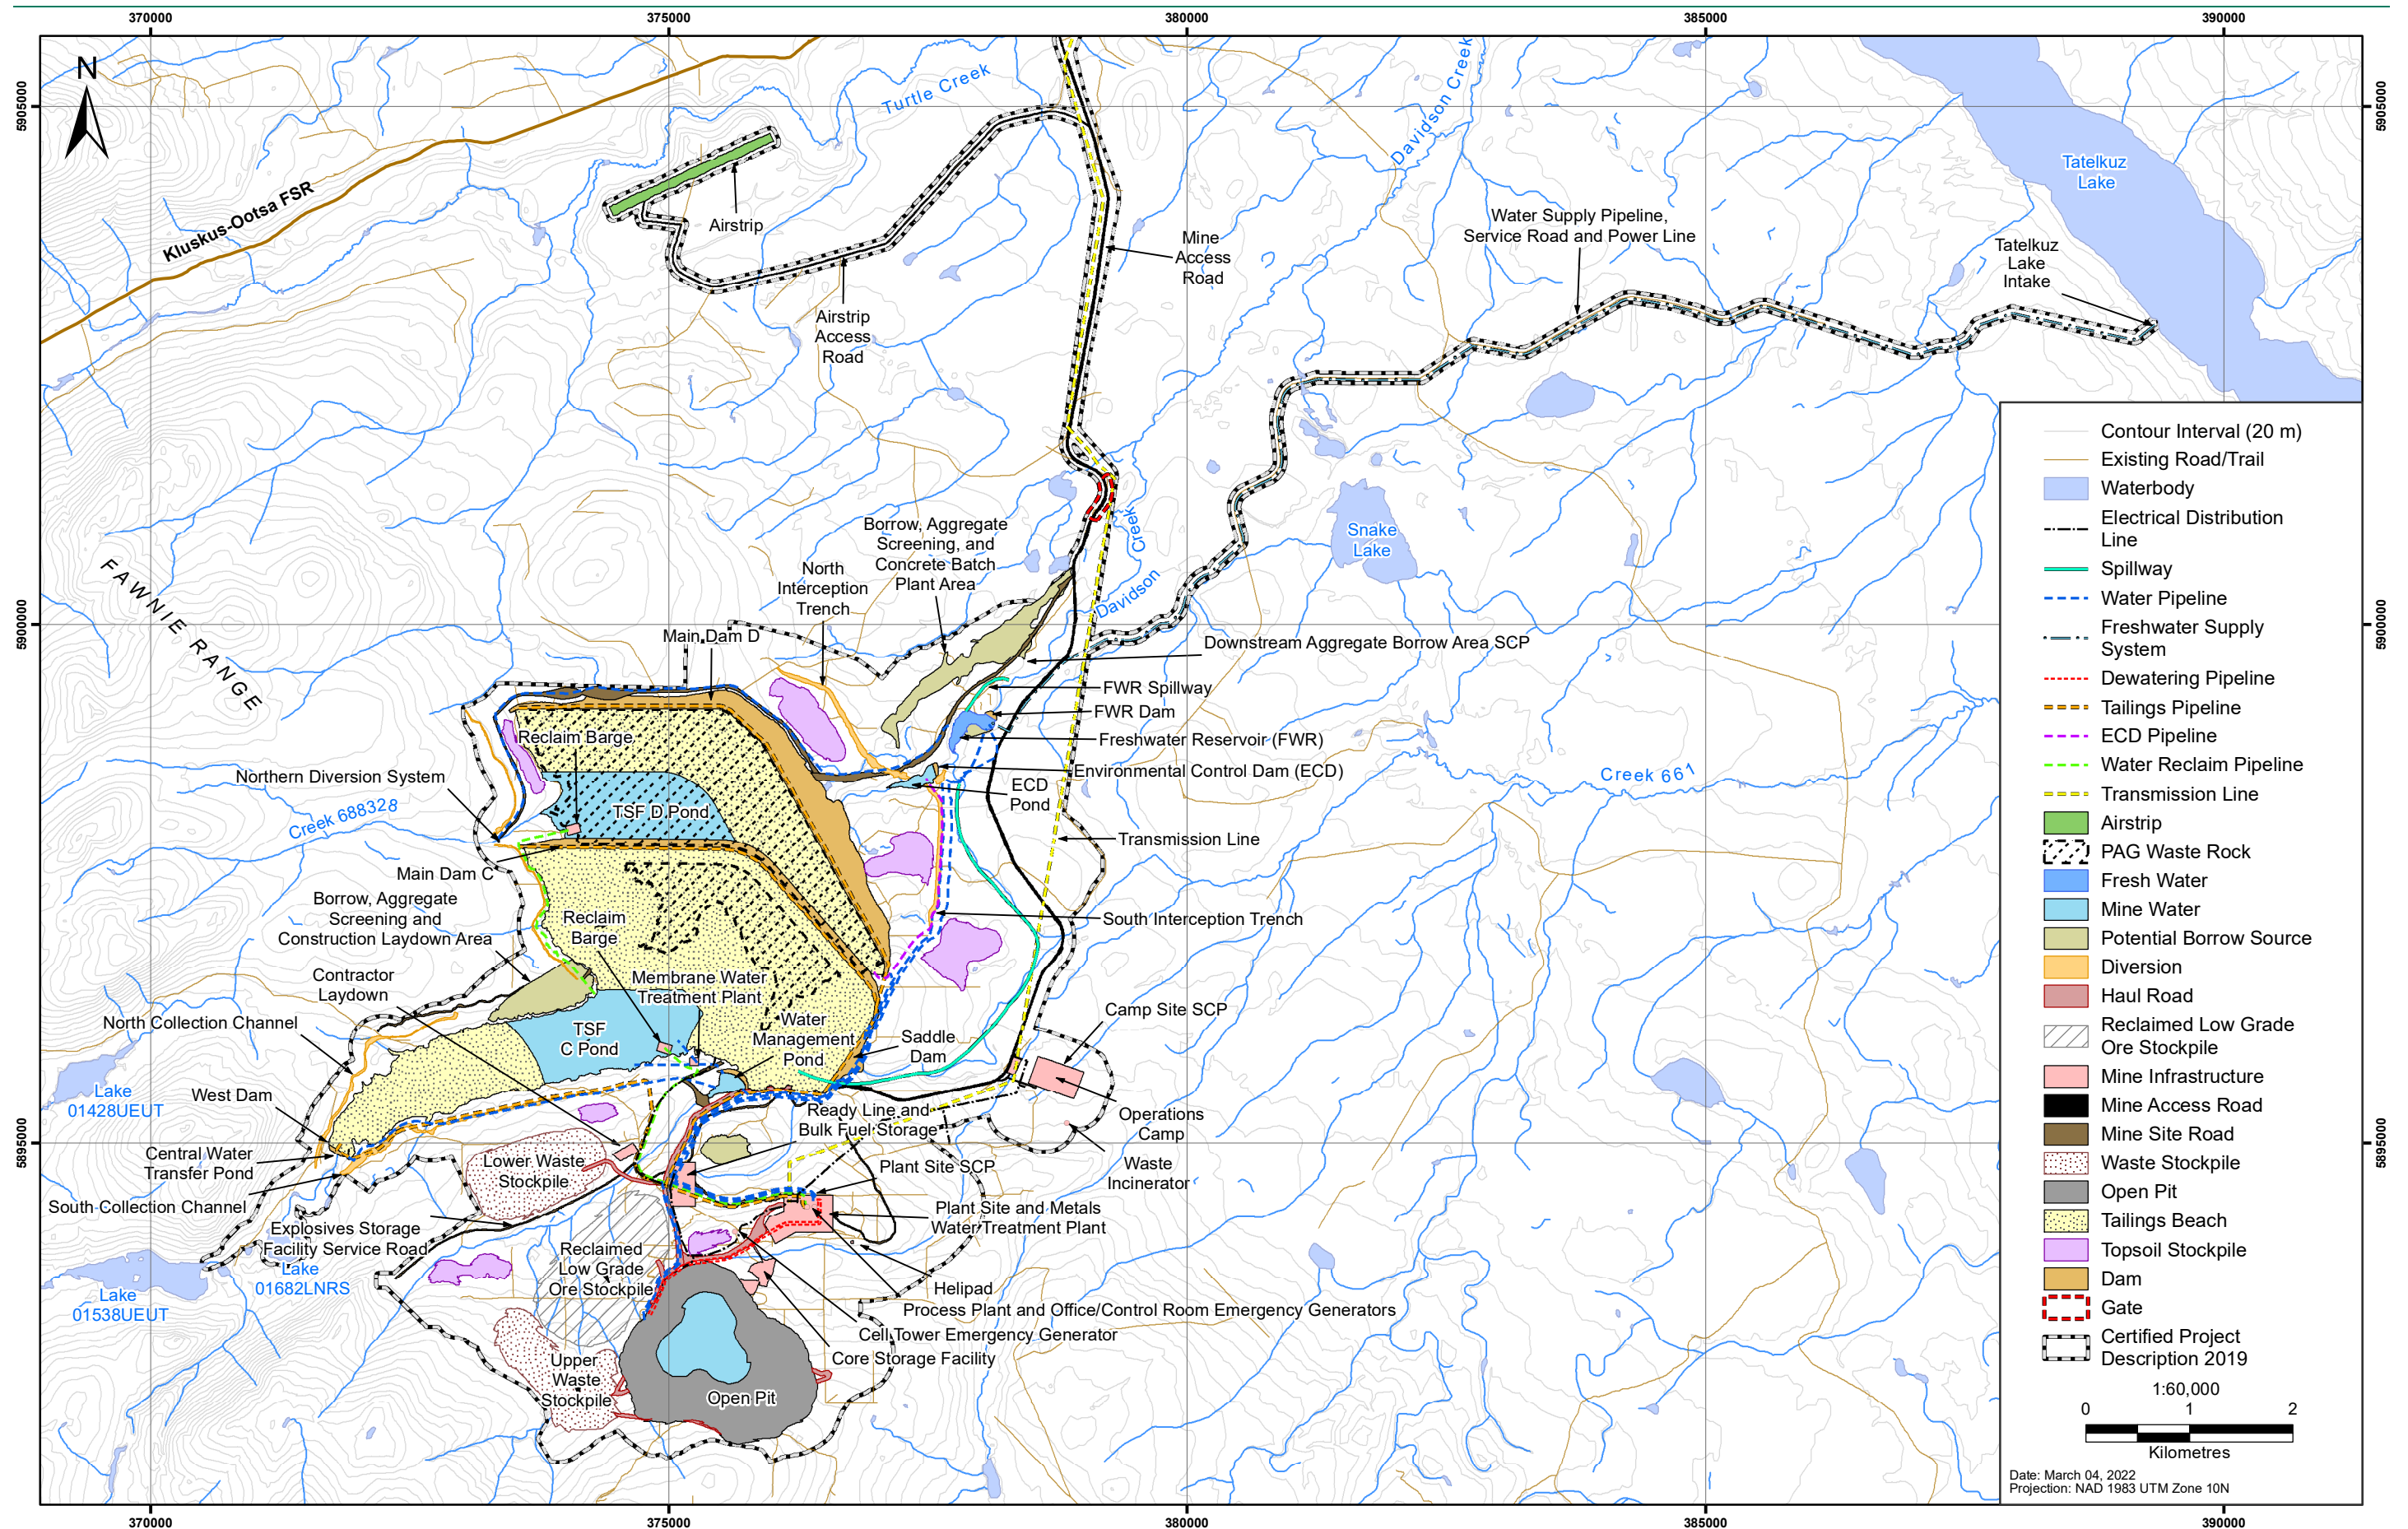 370000
375000
380000
385000
390000
5905000
5905000
N
Turtle Creek
Davidson Creek
Tatelkuz
Lake
Kluskus-Ootsa FSR
Airstrip
Mine
Access
Road
Water Supply Pipeline,
Service Road and Power Line
Tatelkuz
Lake
Intake
Airstrip
Access
Road
Snake
Lake
Borrow, Aggregate
Screening, and
Concrete Batch
Plant Area
North
Interception
Trench
Davidson Creek
FAWNIE RANGE
5900000
5900000
Main Dam D
Downstream Aggregate Borrow Area SCP
FWR Spillway
FWR Dam
Freshwater Reservoir (FWR)
Environmental Control Dam (ECD)
ECD
Pond
Creek 661
Reclaim Barge
Northern Diversion System
Creek 688328
TSF D Pond
Transmission Line
Main Dam C
Borrow, Aggregate
Screening and
Construction Laydown Area
Reclaim
Barge
South Interception Trench
Contractor
Laydown
Membrane Water
Treatment Plant
North Collection Channel
TSF
C Pond
Water
Management
Pond
Saddle
Dam
Camp Site SCP
Lake
01428UEUT
West Dam
Ready Line and
Bulk Fuel Storage
Operations
Camp
5895000
5895000
Central Water
Transfer Pond
Lower Waste
Stockpile
Plant Site SCP
Waste
Incinerator
South Collection Channel
Plant Site and Metals
Water Treatment Plant
Explosives Storage
Facility Service Road
Reclaimed
Low Grade
Ore Stockpile
Lake
01682LNRS
Lake
01538UEUT
Helipad
Process Plant and Office/Control Room Emergency Generators
Cell Tower Emergency Generator
Core Storage Facility
Upper
Waste
Stockpile
Open Pit
Contour Interval (20 m)
Existing Road/Trail
Waterbody
Electrical Distribution
Line
Spillway
Water Pipeline
Freshwater Supply
System
Dewatering Pipeline
Tailings Pipeline
ECD Pipeline
Water Reclaim Pipeline
Transmission Line
Airstrip
PAG Waste Rock
Fresh Water
Mine Water
Potential Borrow Source
Diversion
Haul Road
Reclaimed Low Grade
Ore Stockpile
Mine Infrastructure
Mine Access Road
Mine Site Road
Waste Stockpile
Open Pit
Tailings Beach
Topsoil Stockpile
Dam
Gate
Certified Project
Description 2019
1:60,000
0 1 2
Kilometres
Date: March 04, 2022
Projection: NAD 1983 UTM Zone 10N
370000
375000
380000
385000
390000